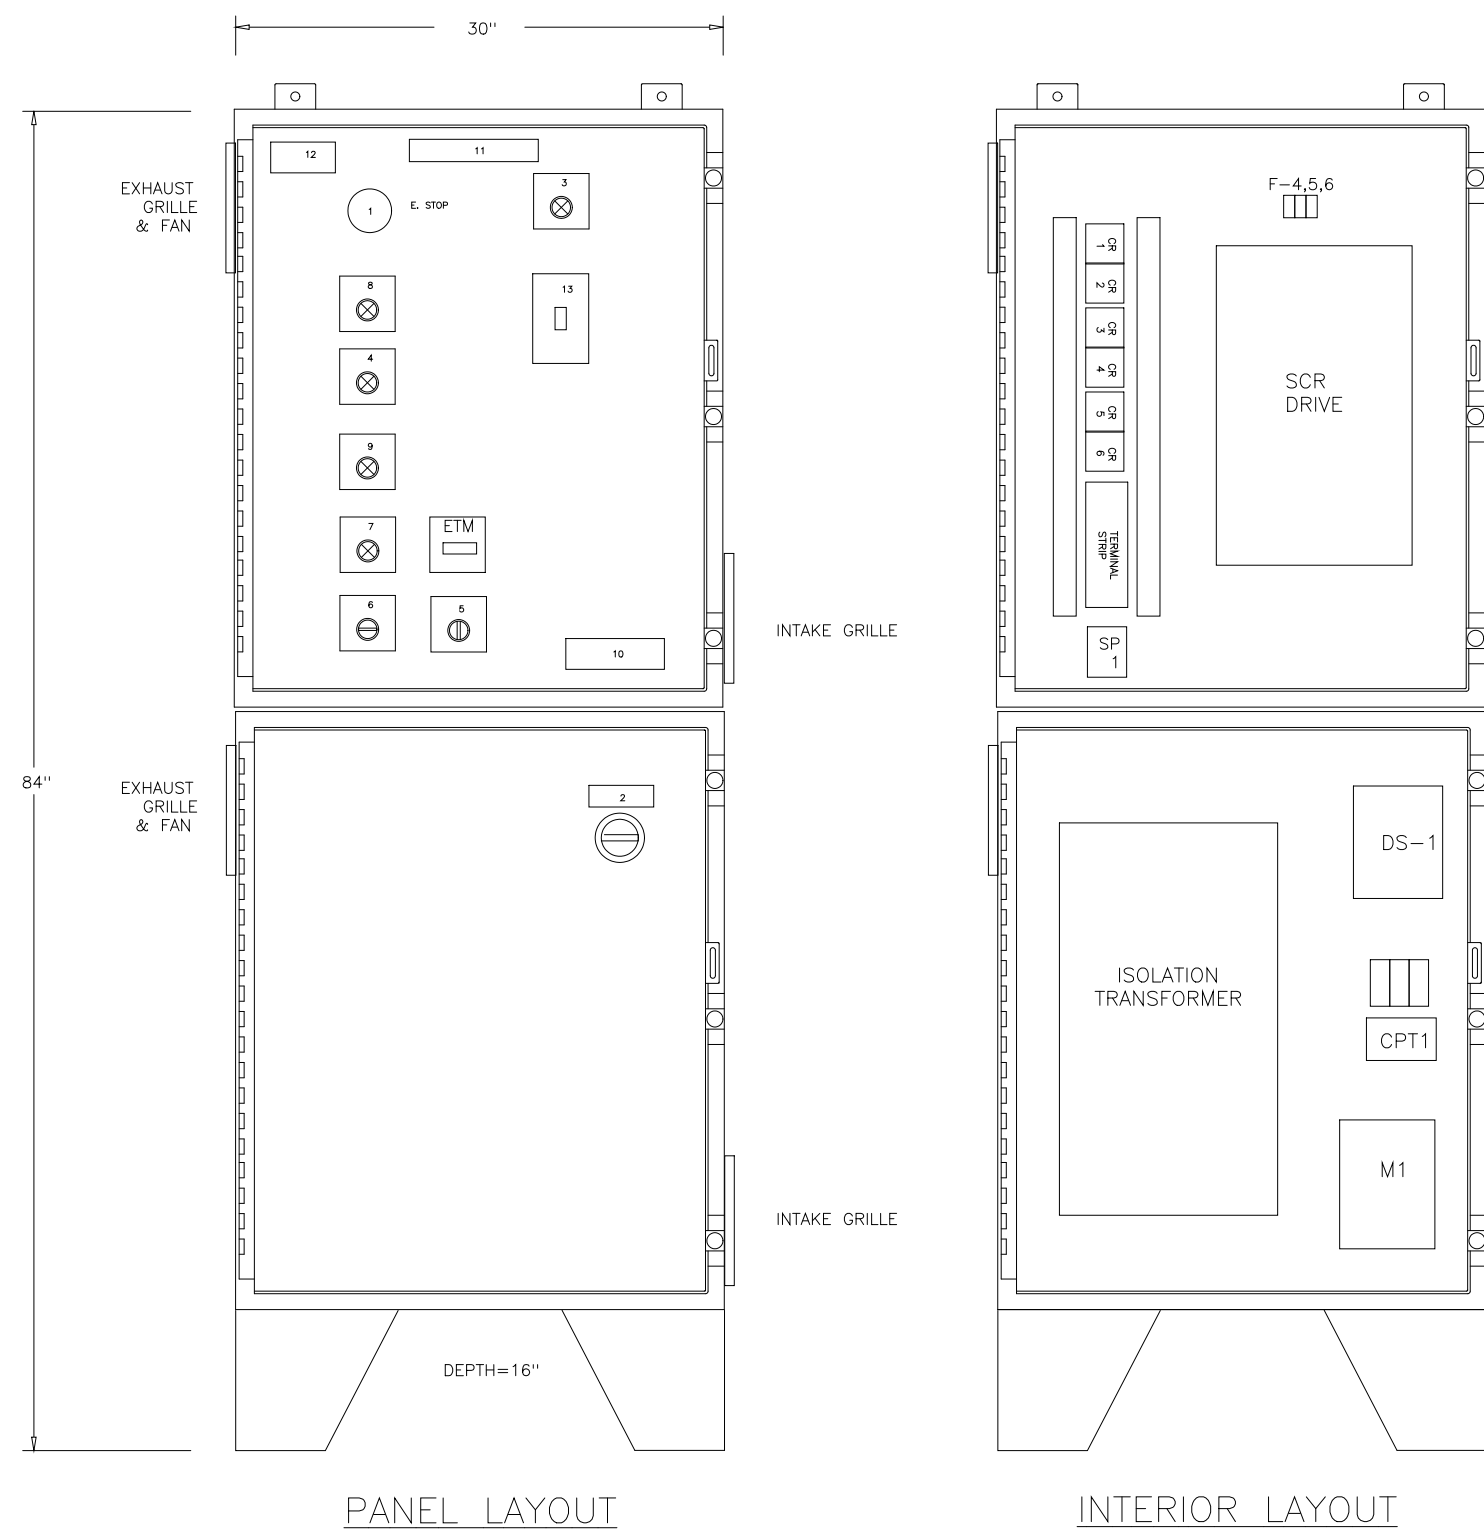 30"
EXHAUST
GRILLE
& FAN
12
11
3
1
E. STOP
8
13
4
9
7
ETM
6
5
10
INTAKE GRILLE
84"
EXHAUST
GRILLE
& FAN
2
INTAKE GRILLE
DEPTH=16"
PANEL LAYOUT
F-4,5,6
CR
1
CR
2
CR
3
CR
4
CR
5
CR
6
SCR
DRIVE
TERMINAL
STRIP
SP
1
DS-1
ISOLATION
TRANSFORMER
CPT1
M1
INTERIOR LAYOUT